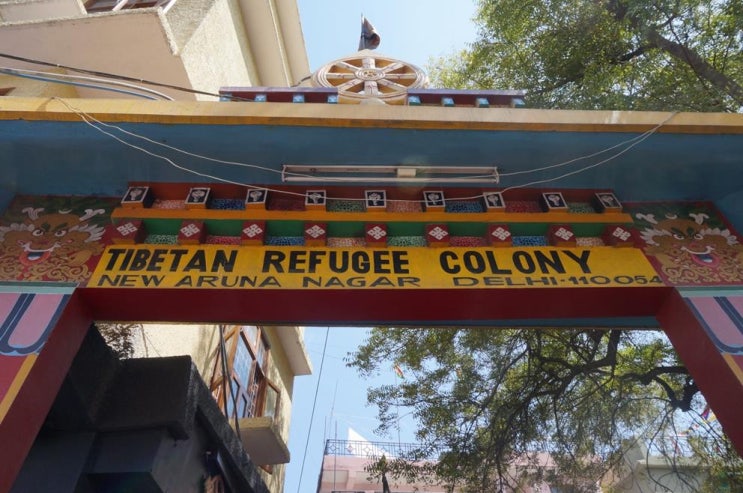 TIBETAN REFUGEE COLONY
NEW ARUNA NAGAR DELHI-110054